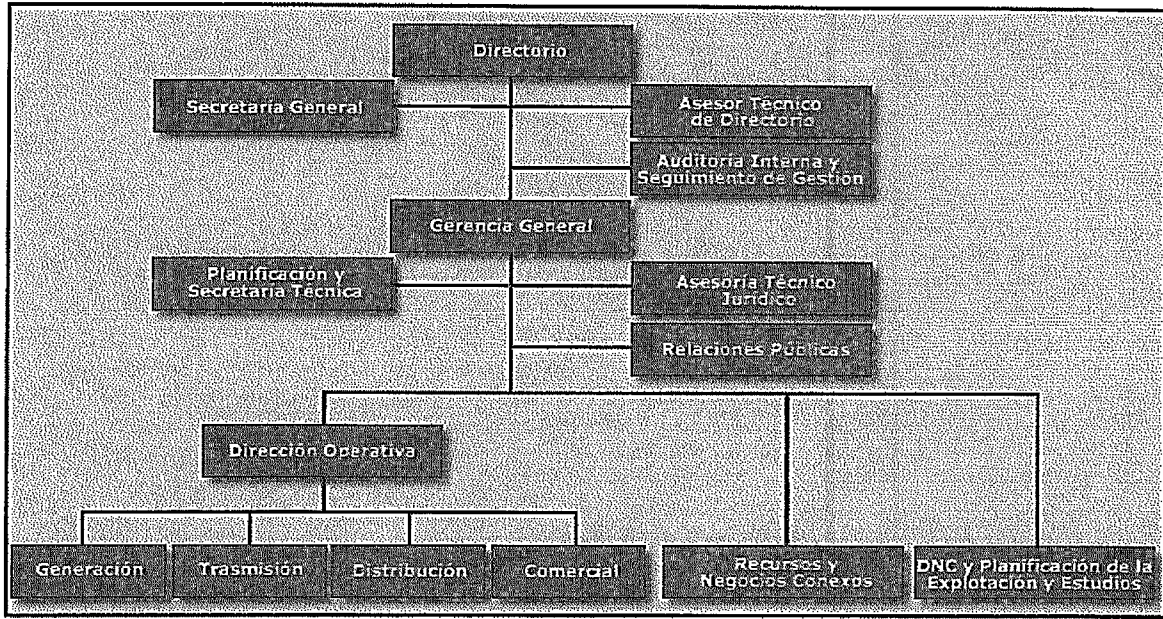 Directorio
Secretaría General
Asesor Técnico
de Directorio
Auditoría Interna y
Seguimiento de Gestión
Gerencia General
Planificación y
Secretaría Técnica
Asesoría Técnico
Jurídico
Relaciones Públicas
Dirección Operativa
Generación
Trasmisión
Distribución
Comercial
Recursos y
Negocios Conexos
DNC y Planificación de la
Explotación y Estudios